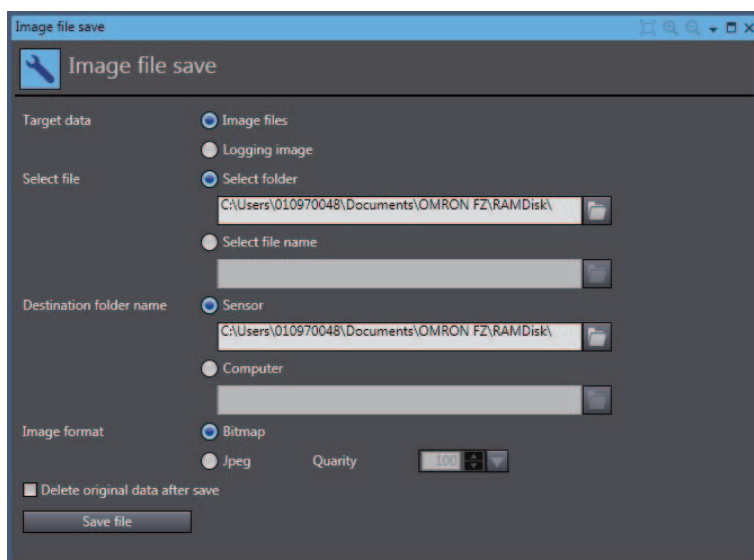 Image file save
Image file save
Target data Image files
Logging image
Select file Select folder
C:\Users\010970048\Documents\OMRON FZ\RAMDisk\
Select file name
Destination folder name Sensor
C:\Users\010970048\Documents\OMRON FZ\RAMDisk\
Computer
Image format Bitmap
Jpeg Quarity 100
Delete original data after save
Save file